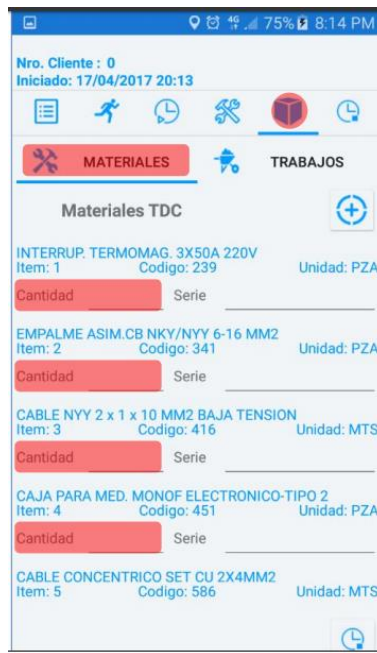 4G 75% 8:14 PM
Nro. Cliente : 0
Iniciado: 17/04/2017 20:13
MATERIALES TRABAJOS
Materiales TDC
INTERRUP. TERMOMAG. 3X50A 220V
Item: 1 Codigo: 239 Unidad: PZA
Cantidad Serie
EMPALME ASIM.CB NKY/NYY 6-16 MM2
Item: 2 Codigo: 341 Unidad: PZA
Cantidad Serie
CABLE NYY 2 x 1 x 10 MM2 BAJA TENSION
Item: 3 Codigo: 416 Unidad: MTS
Cantidad Serie
CAJA PARA MED. MONOF ELECTRONICO-TIPO 2
Item: 4 Codigo: 451 Unidad: PZA
Cantidad Serie
CABLE CONCENTRICO SET CU 2X4MM2
Item: 5 Codigo: 586 Unidad: MTS